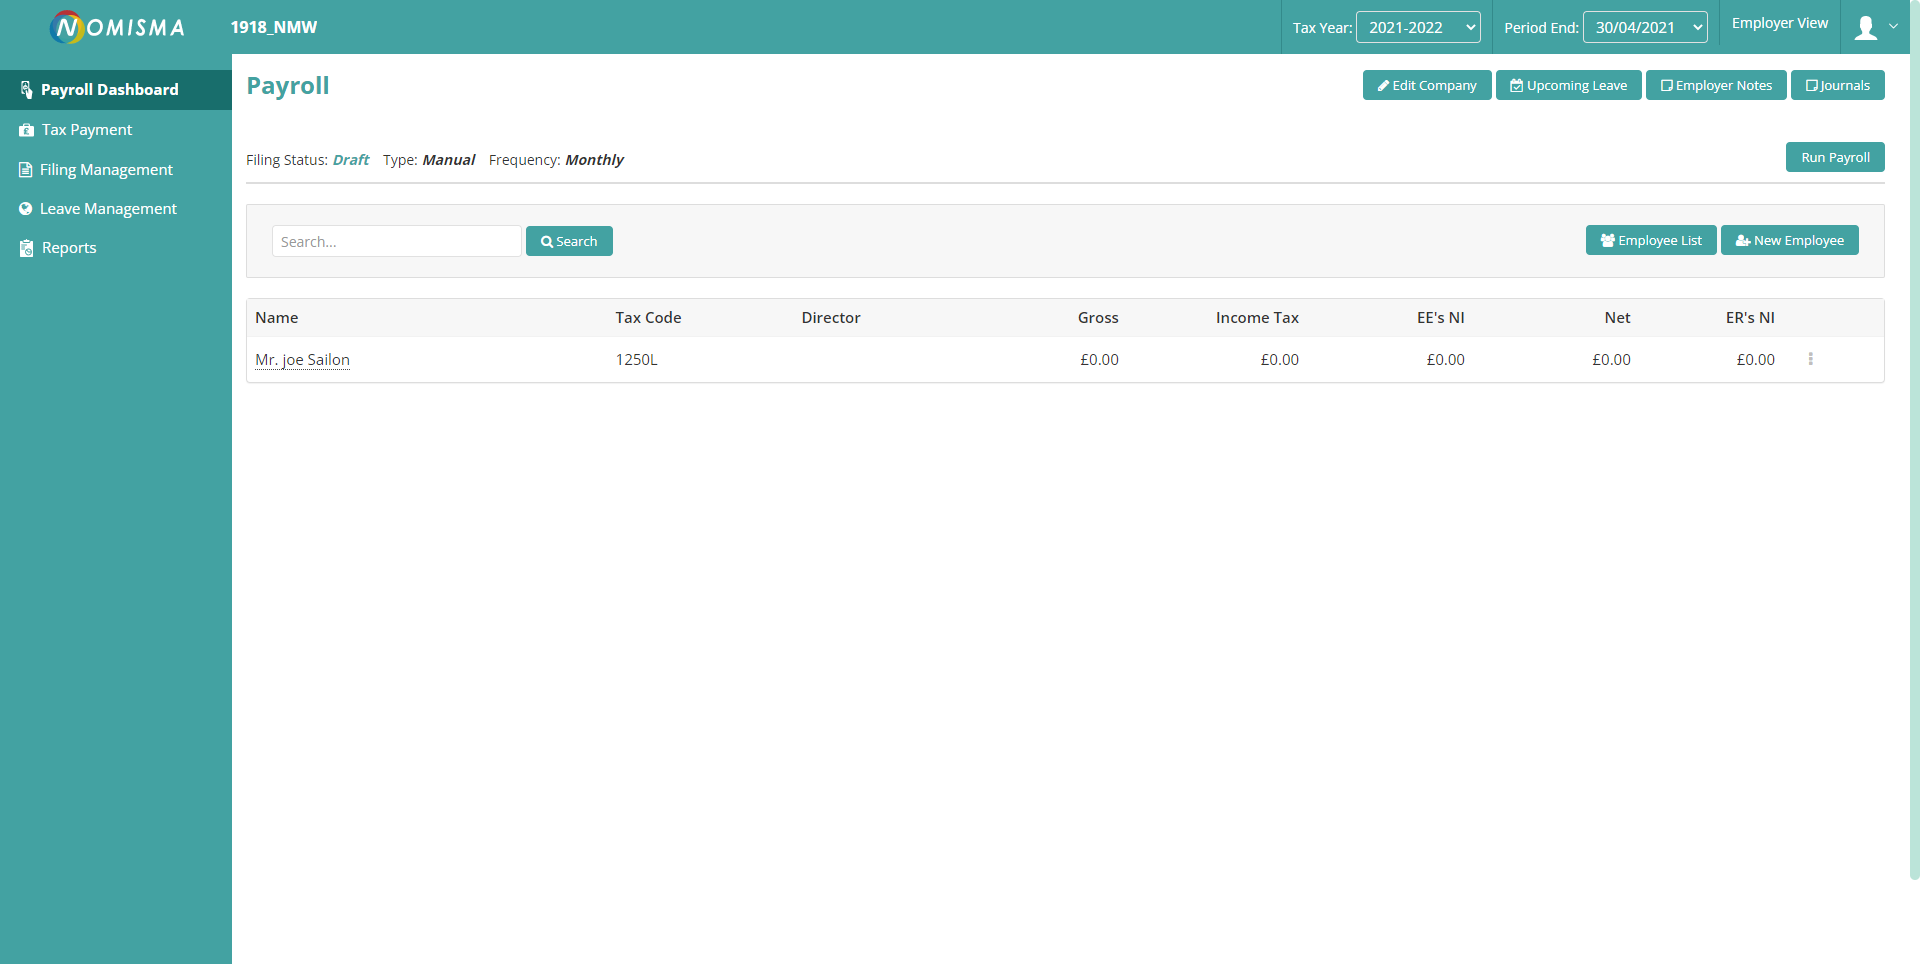 NOMISMA
1918_NMW
Tax Year: 2021-2022
Period End: 30/04/2021
Employer View
Payroll Dashboard
Tax Payment
Filing Management
Leave Management
Reports
Payroll
Edit Company
Upcoming Leave
Employer Notes
Journals
Filing Status: Draft Type: Manual Frequency: Monthly
Run Payroll
Search...
Search
Employee List
New Employee
Name Tax Code Director Gross Income Tax EE's NI Net ER's NI
Mr. joe Sailon 1250L £0.00 £0.00 £0.00 £0.00 £0.00